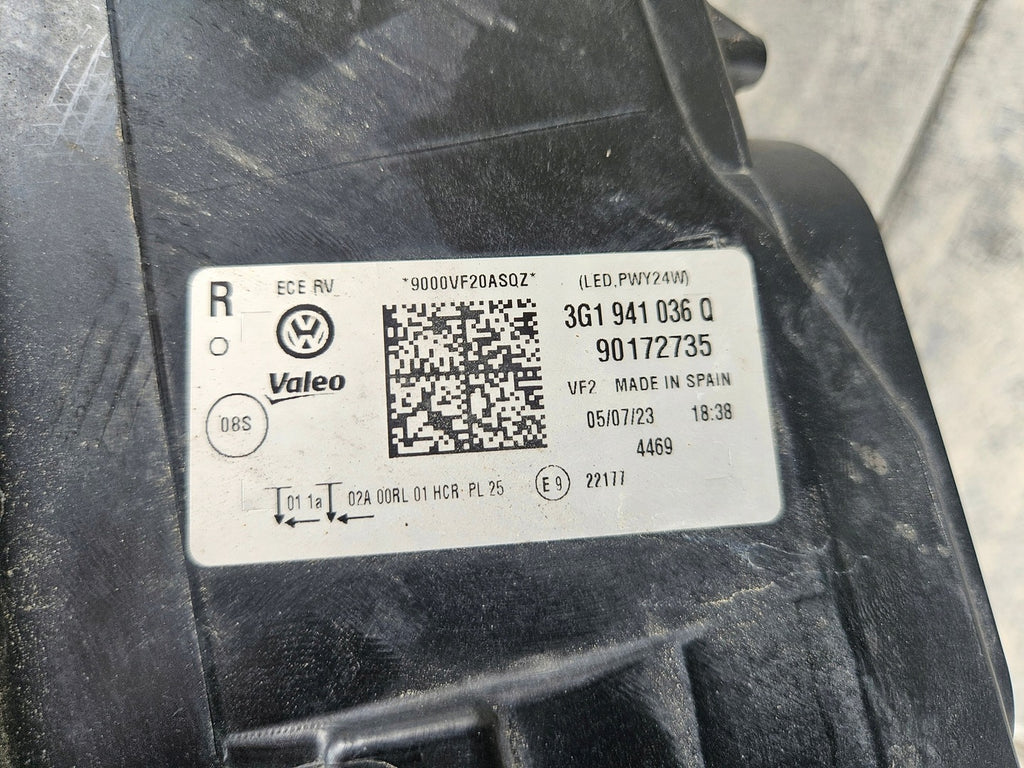 R
ECE RV
*9000VF20ASQZ*
(LED,PWY24W)
3G1 941 036 Q
90172735
Valeo
VF2 MADE IN SPAIN
05/07/23 18:38
08S
4469
01 1a 02A 00RL 01 HCR PL 25 E9 22177